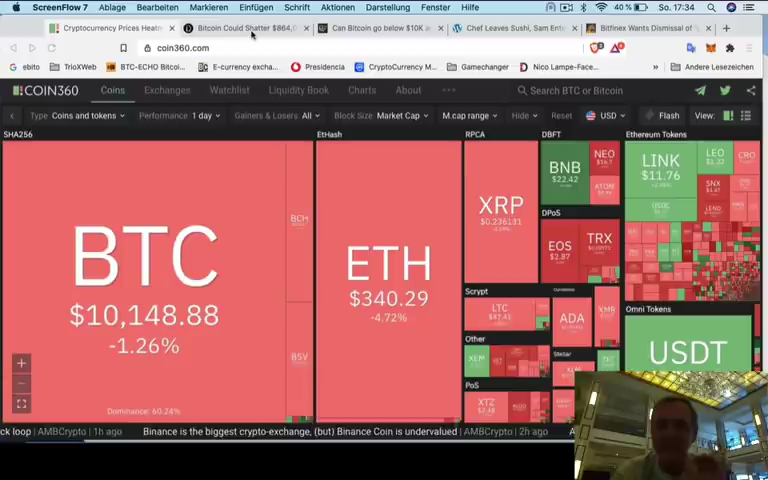 ScreenFlow 7 Ablage Bearbeiten Markieren Einfügen Schrift Aktionen Darstellung Fenster 40 % So. 17:34
Cryptocurrency Prices Heatm Bitcoin Could Shatter $864,0 Can Bitcoin go below $10K a Chef Leaves Sushi, Sam Ente Bitfinex Wants Dismissal of
coin360.com
ebito TrioXWeb BTC-ECHO Bitcoi... E-currency excha... Presidencia CryptoCurrency M... Gamechanger Nico Lampe-Face... » Andere Lesezeichen
COIN360 Coins Exchanges Watchlist Liquidity Book Charts About Search BTC or Bitcoin
Type Coins and tokens Performance 1 day Gainers & Losers All Block Size Market Cap M.cap range Hide Reset USD Flash View:
SHA256 EtHash RPCA DBFT Ethereum Tokens
BTC
$10,148.88
-1.26%
Dominance: 60.24%
BCH
BSV
ETH
$340.29
-4.72%
XRP
$0.236131
BNB
$22.42
NEO
ATOM
LINK
$11.76
LEO
$1.22
CRO
USDC
SNX
LEND
DPoS
EOS
$2.87
TRX
Scrypt
LTC
$47.41
ADA
XMR
Other
XEM
Stellar
PoS
XTZ
Omni Tokens
USDT
ck loop | AMBCrypto | 1h ago Binance is the biggest crypto-exchange, (but) Binance Coin is undervalued | AMBCrypto | 2h ago